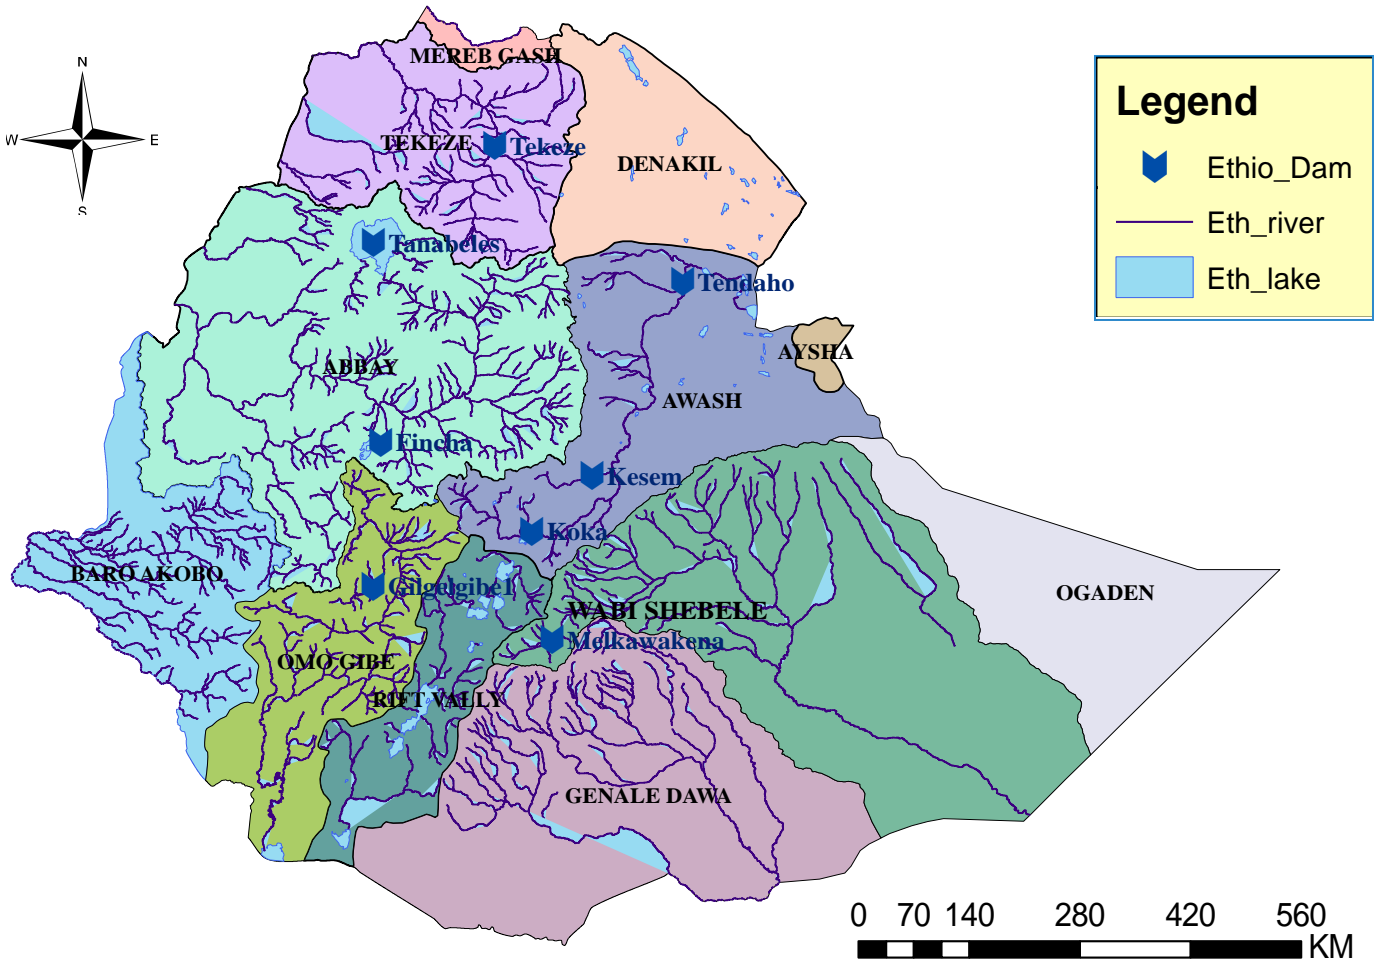 N
W
E
S
MEREB GASH
TEKEZE
Tekeze
DENAKIL
Tanabeles
Tendaho
AYSHA
ABBAY
AWASH
Fincha
Kesem
Koka
BARO AKOBO
Gilgelgibe1
WABI SHEBELE
OGADEN
Melkawakena
OMO GIBE
RIFT VALLY
GENALE DAWA
Legend
Ethio_Dam
Eth_river
Eth_lake
0 70 140 280 420 560
KM